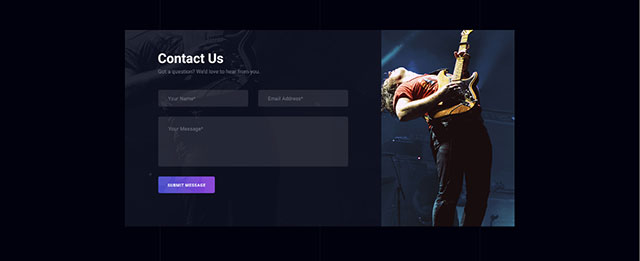 Contact Us
Got a question? We'd love to hear from you.
Your Name*
Email Address*
Your Message*
SUBMIT MESSAGE